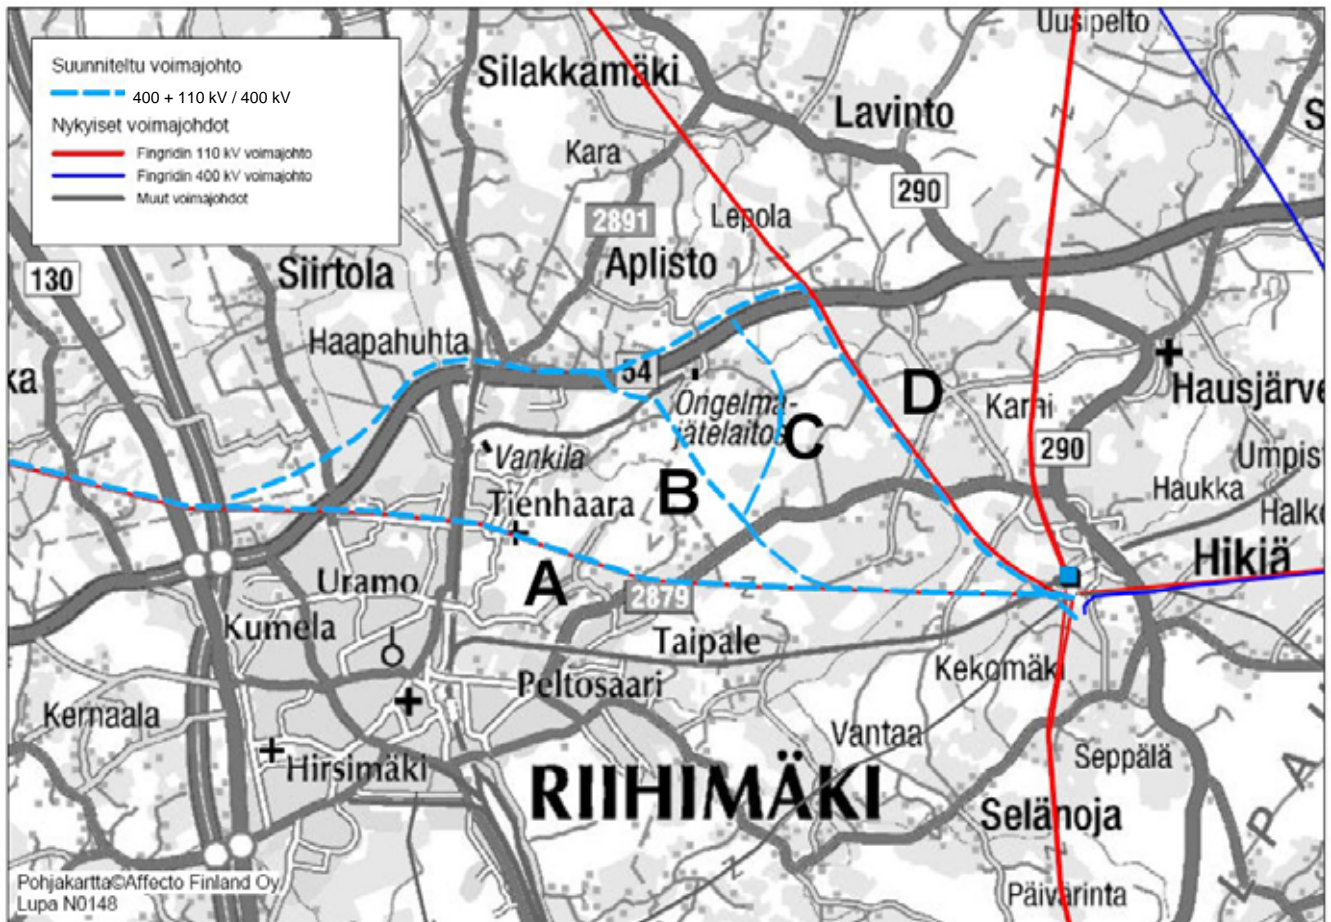 Uusipelto
Suunniteltu voimajohto
400 + 110 kV / 400 kV
Nykyiset voimajohdot
Fingridin 110 kV voimajohto
Fingridin 400 kV voimajohto
Muut voimajohdot
Silakkamäki
Lavinto
S
Z
Kara
290
2891
Lepola
Z
Aplisto
130
Siirtola
Haapahuhta
54
ka
D
Hausjärve
Ongelma-
jätelaitos
Karhi
C
290
Vankila
Umpis
B
Tienhaara
Haukka
Halke
Z
Hikiä
A
Uramo
Z
2879
Kumela
Taipale
Kekomäki
Peltosaari
Kernaala
Vantaa
Seppälä
Hirsimäki
RIIHIMÄKI
Selänoja
L P A L
Z
Z
Pohjakartta©Affecto Finland Oy,
Lupa N0148
Päivärinta